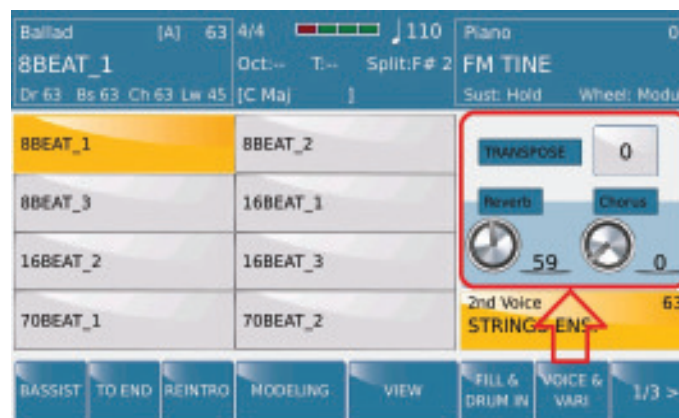 Ballad [A] 63
8BEAT_1
Dr 63 Bs 63 Ch 63 Lw 45
4/4 ♩110
Oct:-- T:-- Split:F# 2
[C Maj ]
Piano 0
FM TINE
Sust: Hold Wheel: Modu
8BEAT_1
8BEAT_2
8BEAT_3
16BEAT_1
16BEAT_2
16BEAT_3
70BEAT_1
70BEAT_2
TRANSPOSE 0
Reverb Chorus
59 0
2nd Voice 63
STRINGS ENS.
BASSIST TO END REINTRO MODELING VIEW FILL & DRUM IN VOICE & VARI 1/3 >